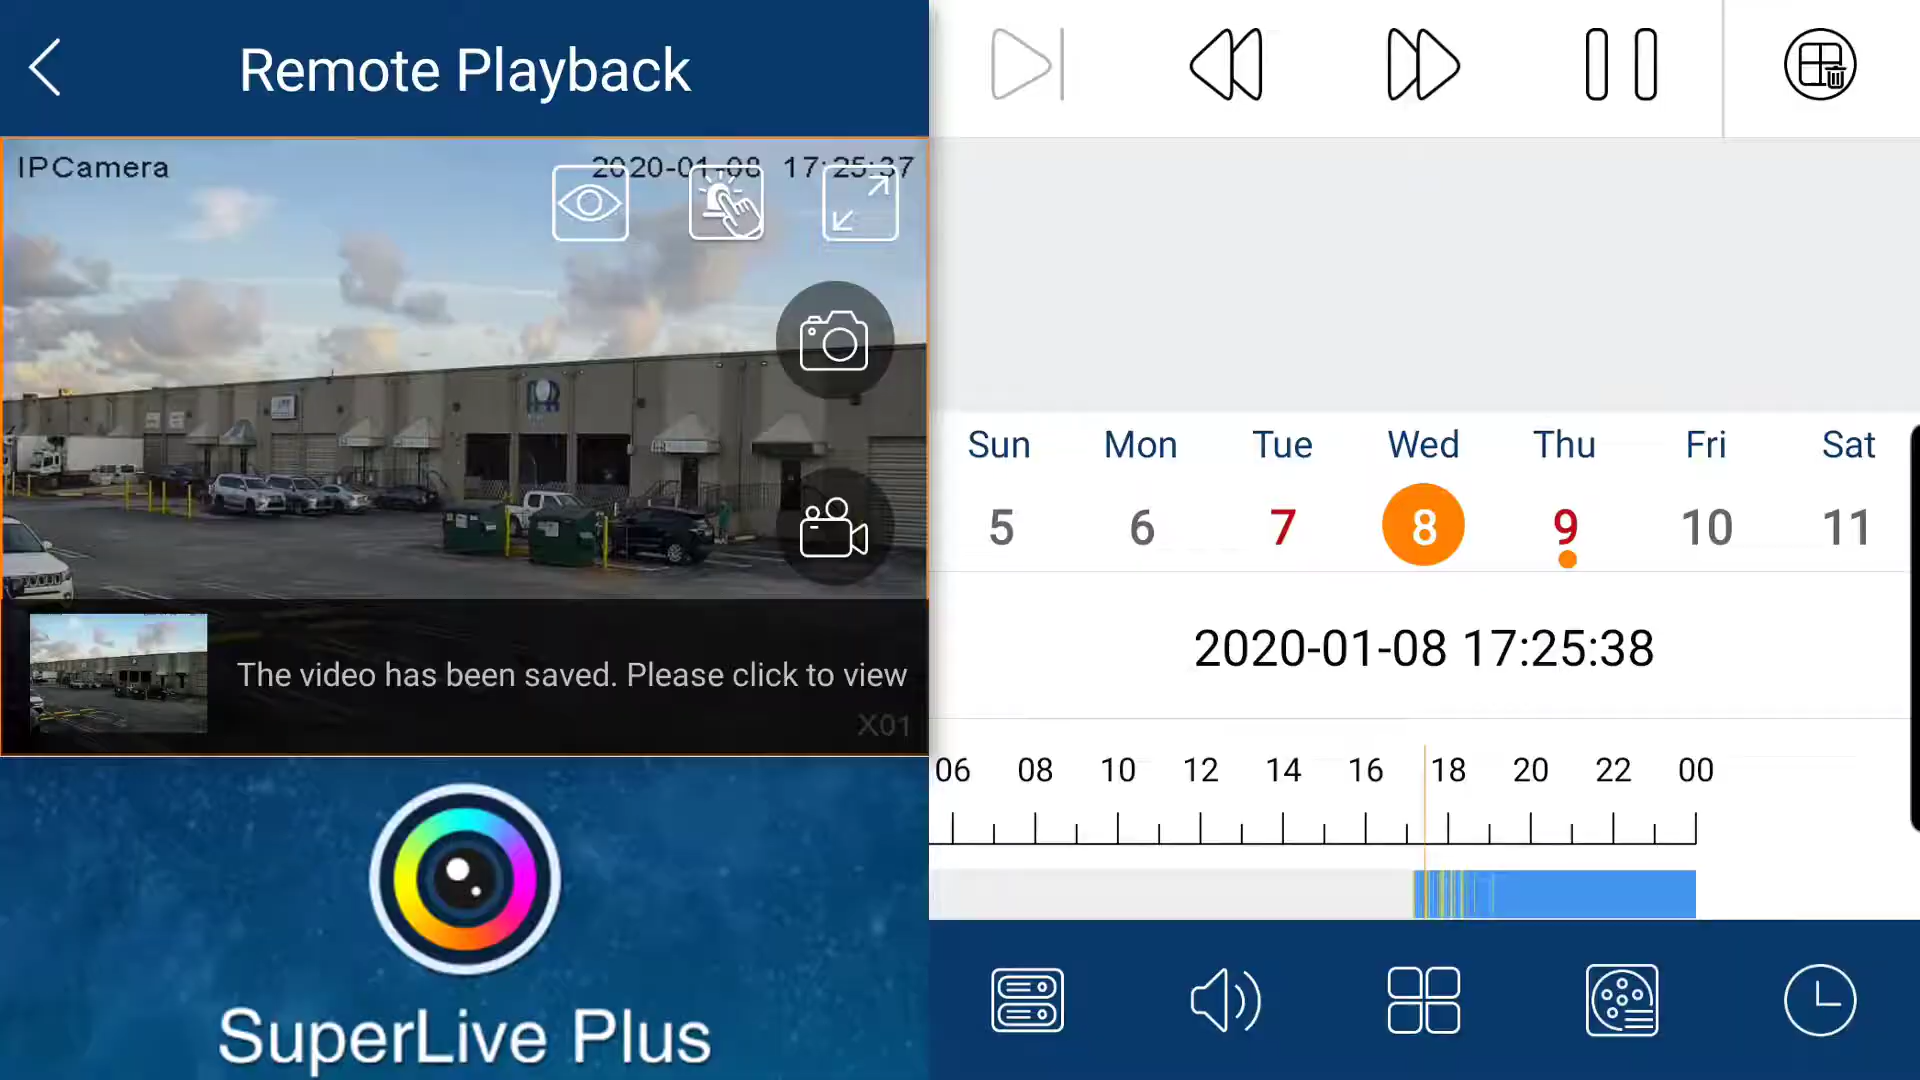 Remote Playback
IPCamera
2020-01-08 17:25:37
The video has been saved. Please click to view
X01
SuperLive Plus
Sun Mon Tue Wed Thu Fri Sat
5 6 7 8 9 10 11
2020-01-08 17:25:38
06 08 10 12 14 16 18 20 22 00